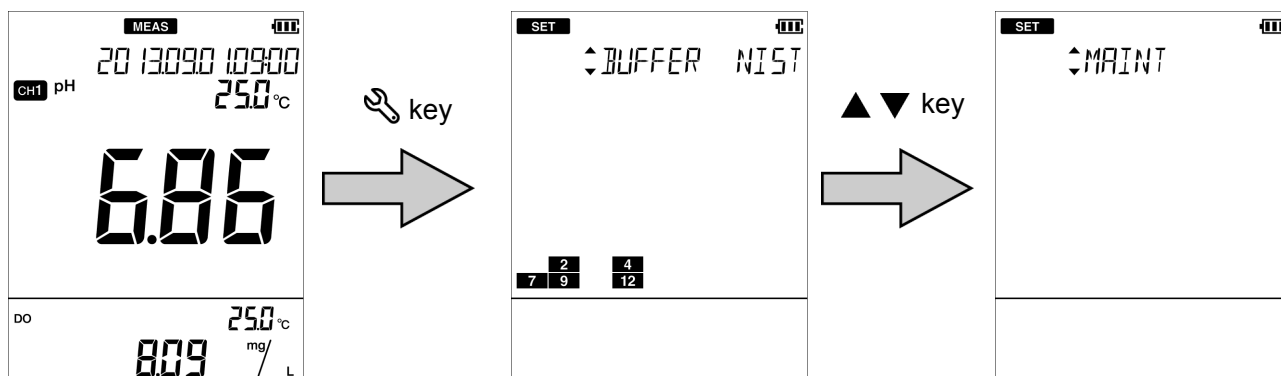 MEAS
2013.09.01.09:00
CH1 pH
25.0 °C
6.86
DO
25.0 °C
8.09 mg/L
key
SET
BUFFER NIST
2 4
7 9 12
▲ ▼ key
SET
MAINT